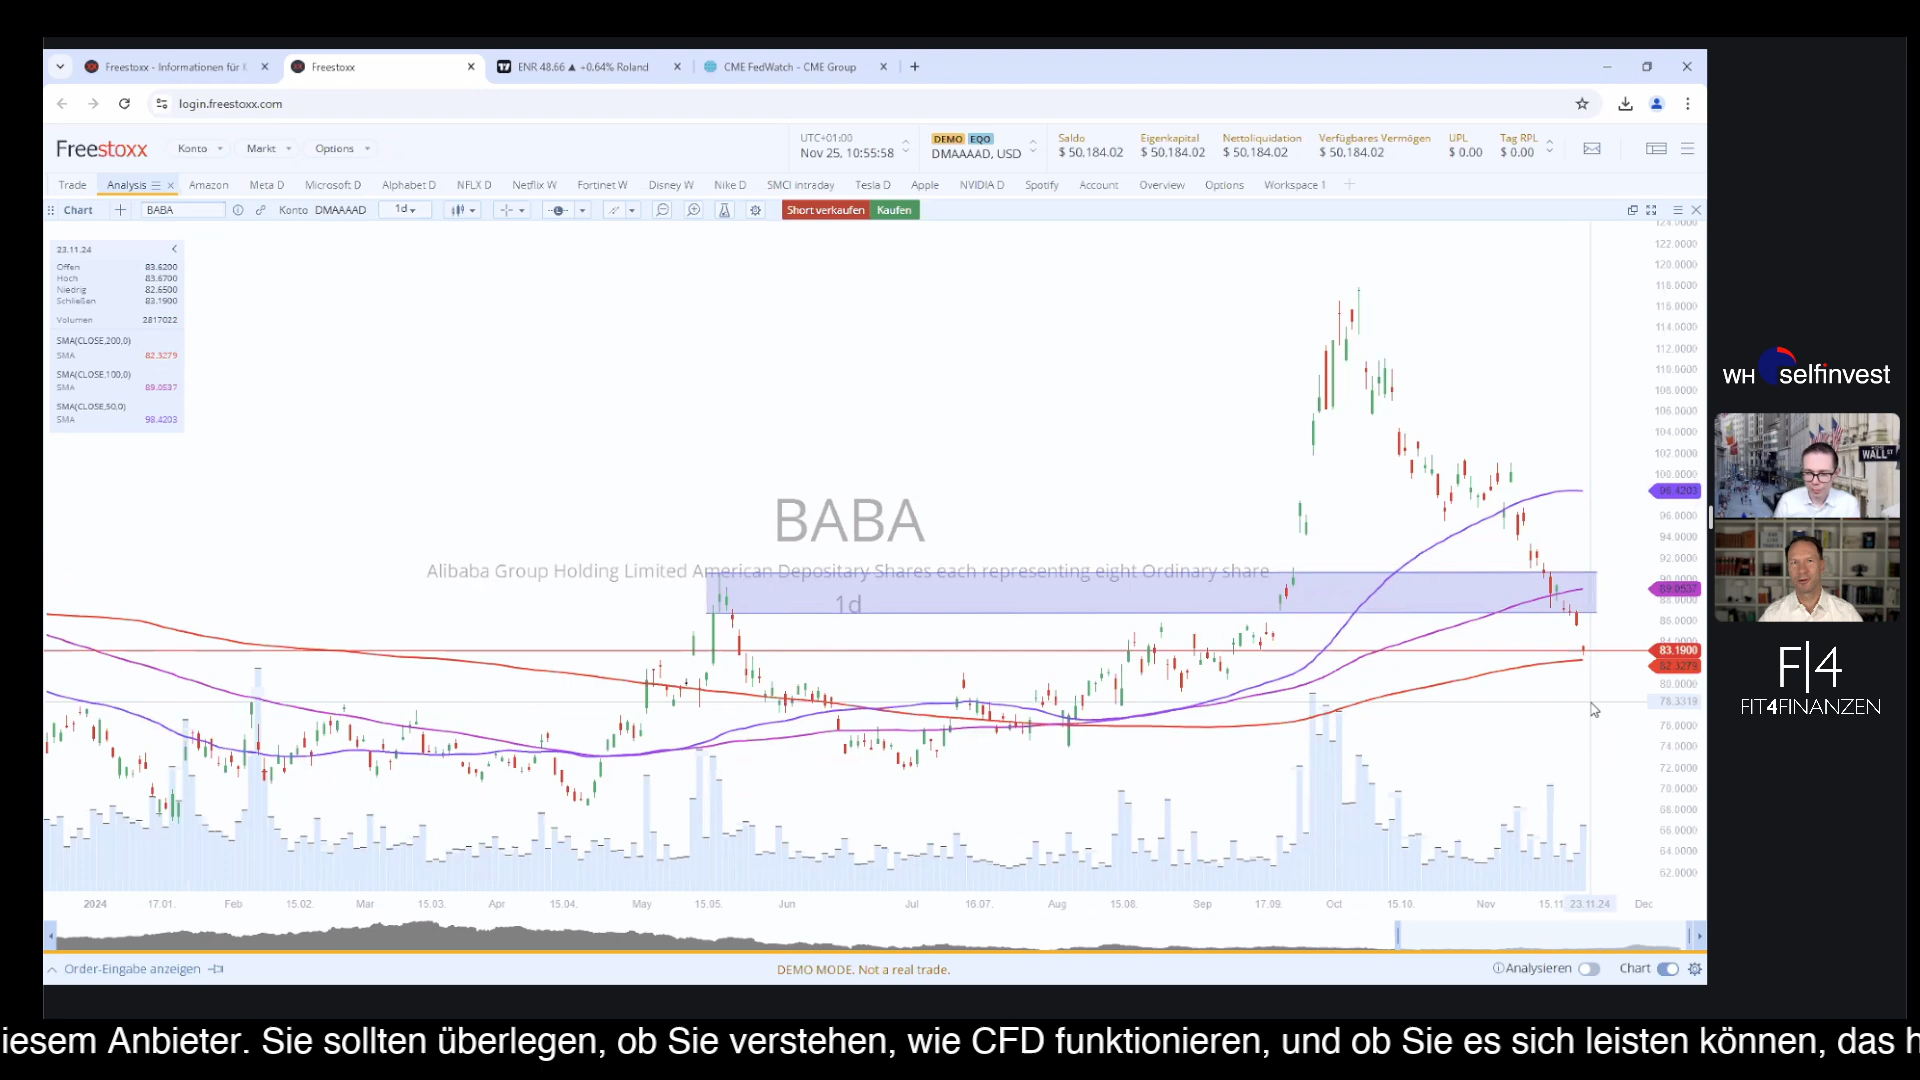 Freestoxx - Informationen für
Freestoxx
ENR 48.66 ▲ +0.64% Roland
CME FedWatch - CME Group
login.freestoxx.com
Freestoxx
Konto
Markt
Options
UTC+01:00
Nov 25, 10:55:58
DEMO EQO
DMAAAAD, USD
Saldo
$ 50,184.02
Eigenkapital
$ 50,184.02
Nettoliquidation
$ 50,184.02
Verfügbares Vermögen
$ 50,184.02
UPL
$ 0.00
Tag RPL
$ 0.00
Trade
Analysis
Amazon
Meta D
Microsoft D
Alphabet D
NFLX D
Netflix W
Fortinet W
Disney W
Nike D
SMCI intraday
Tesla D
Apple
NVIDIA D
Spotify
Account
Overview
Options
Workspace 1
Chart
BABA
Konto DMAAAAD
1d
Short verkaufen
Kaufen
23.11.24
Offen 83.6200
Hoch 83.6700
Niedrig 82.6500
Schließen 83.1900
Volumen 2817022
SMA(CLOSE,200,0)
SMA 82.3279
SMA(CLOSE,100,0)
SMA 89.0537
SMA(CLOSE,50,0)
SMA 98.4203
BABA
Alibaba Group Holding Limited American Depositary Shares each representing eight Ordinary share
1d
124.0000
122.0000
120.0000
118.0000
116.0000
114.0000
112.0000
110.0000
108.0000
106.0000
104.0000
102.0000
100.0000
98.4203
96.0000
94.0000
92.0000
89.0537
88.0000
86.0000
83.1900
82.3279
80.0000
78.3319
76.0000
74.0000
72.0000
70.0000
68.0000
66.0000
64.0000
62.0000
2024
17.01.
Feb
15.02.
Mar
15.03.
Apr
15.04.
May
15.05.
Jun
Jul
16.07.
Aug
15.08.
Sep
17.09.
Oct
15.10.
Nov
15.11
23.11.24
Dec
Order-Eingabe anzeigen
DEMO MODE. Not a real trade.
Analysieren
Chart
WH selfinvest
WALL ST
F|4
FIT4FINANZEN
iesem Anbieter. Sie sollten überlegen, ob Sie verstehen, wie CFD funktionieren, und ob Sie es sich leisten können, das h